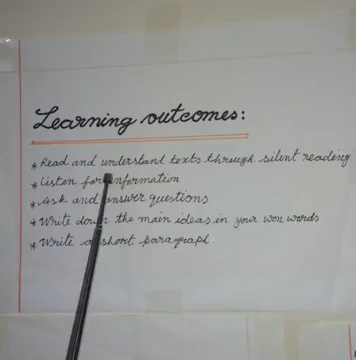 Learning outcomes:
* Read and understand texts through silent reading
* Listen for information
* Ask and answer questions
* Write down the main ideas in your won words
* Write a short paragraph.